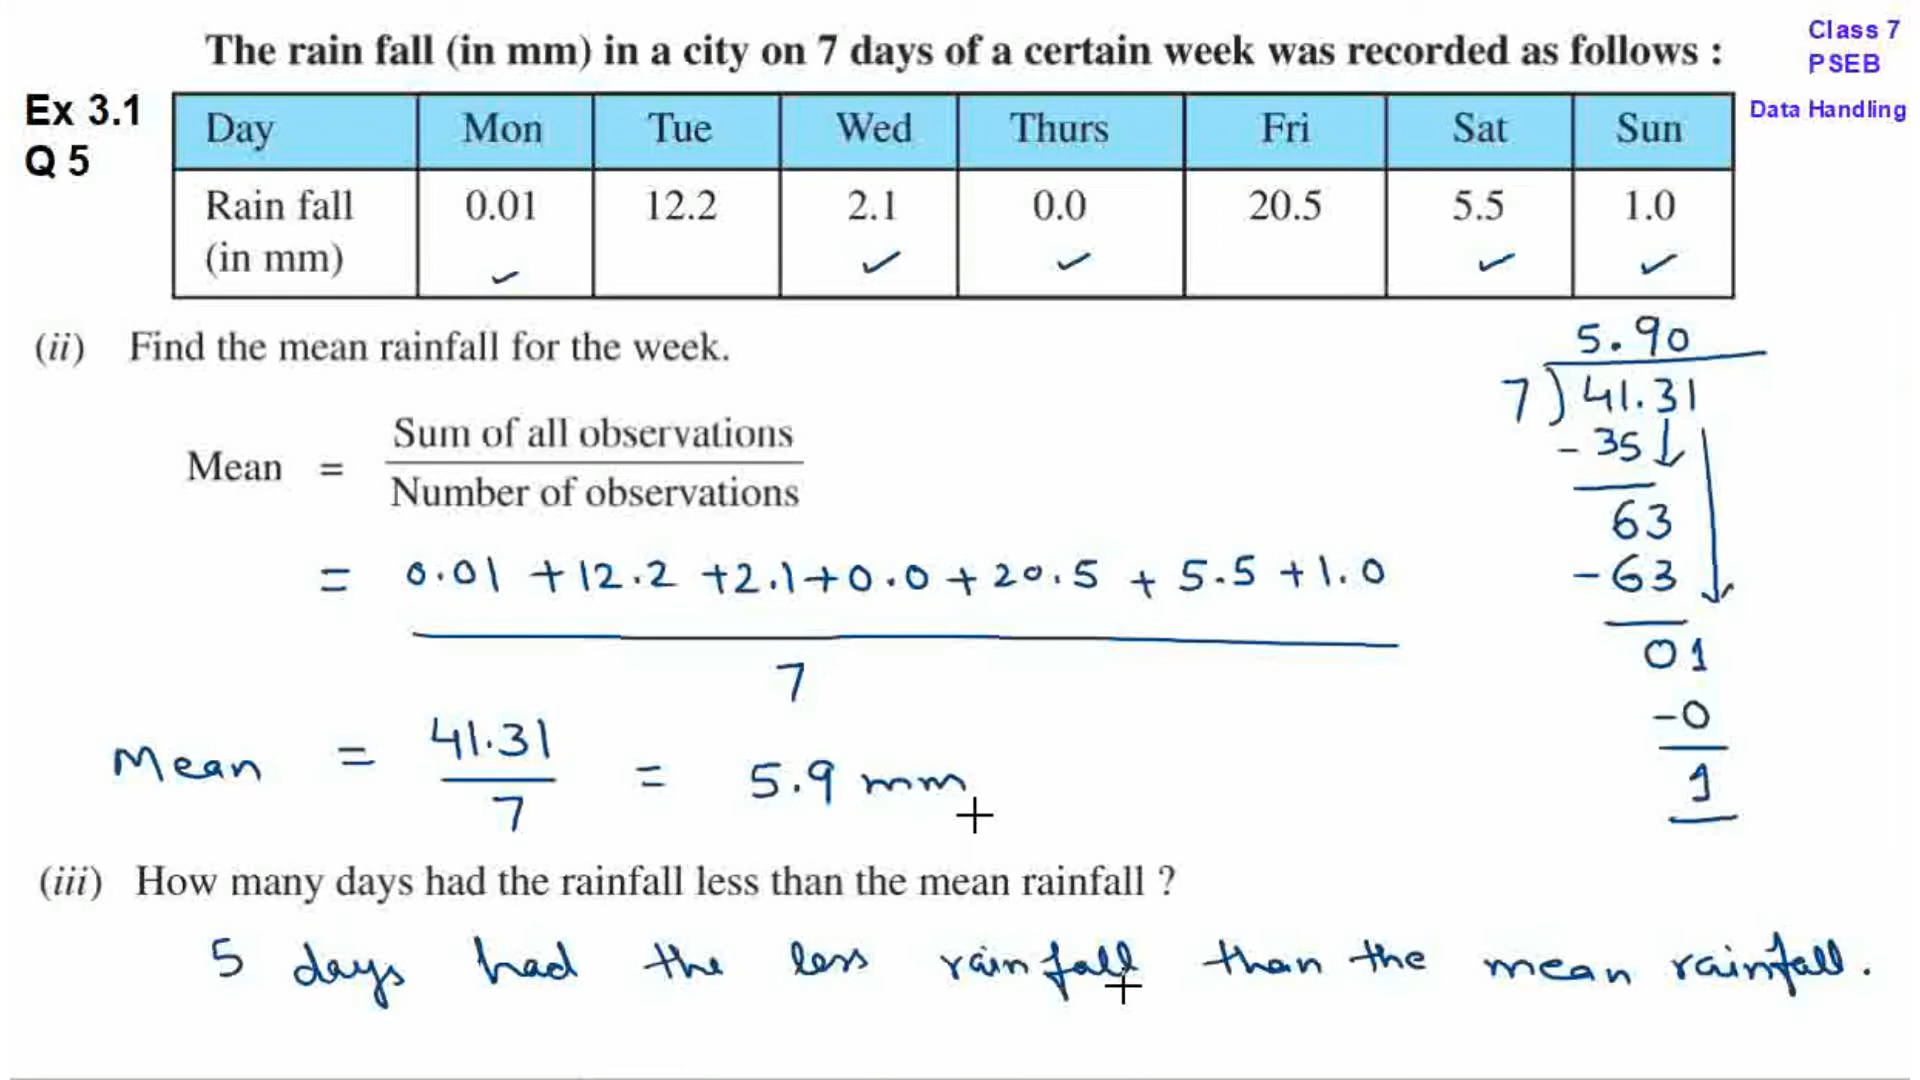 The rain fall (in mm) in a city on 7 days of a certain week was recorded as follows :
Class 7
PSEB
Data Handling
Ex 3.1
Q 5
Day Mon Tue Wed Thurs Fri Sat Sun
Rain fall (in mm) 0.01 12.2 2.1 0.0 20.5 5.5 1.0
(ii) Find the mean rainfall for the week.
Mean = Sum of all observations / Number of observations
= 0.01 + 12.2 + 2.1 + 0.0 + 20.5 + 5.5 + 1.0
7
Mean = 41.31 / 7 = 5.9 mm
5.90
7 ) 41.31
- 35
63
- 63
01
- 0
1
(iii) How many days had the rainfall less than the mean rainfall ?
5 days had the less rainfall than the mean rainfall.